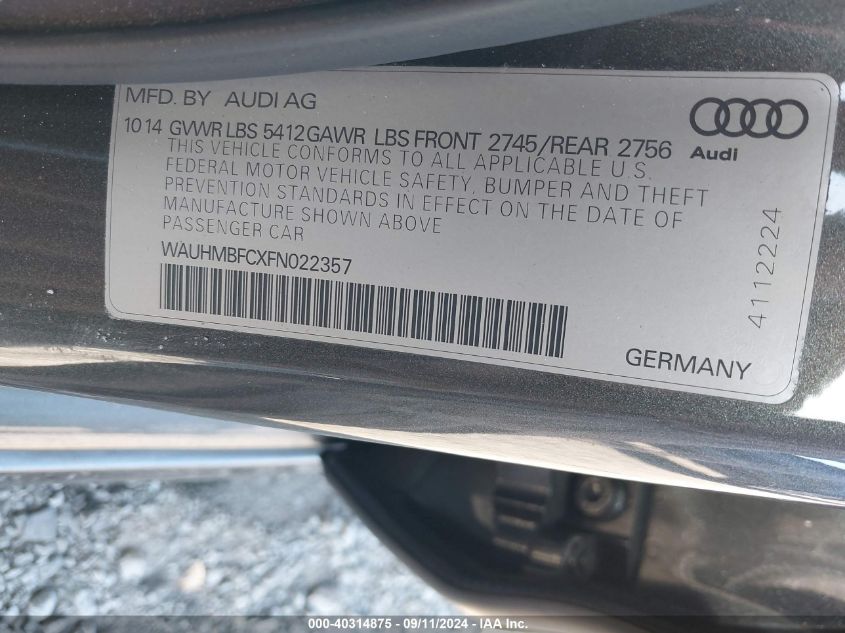 MFD. BY AUDI AG
1014 GVWR LBS 5412 GAWR LBS FRONT 2745/REAR 2756
Audi
THIS VEHICLE CONFORMS TO ALL APPLICABLE U.S.
FEDERAL MOTOR VEHICLE SAFETY, BUMPER AND THEFT
PREVENTION STANDARDS IN EFFECT ON THE DATE OF
MANUFACTURE SHOWN ABOVE
PASSENGER CAR
WAUHMBFCXFN022357
4112224
GERMANY
000-40314875 - 09/11/2024 - IAA Inc.